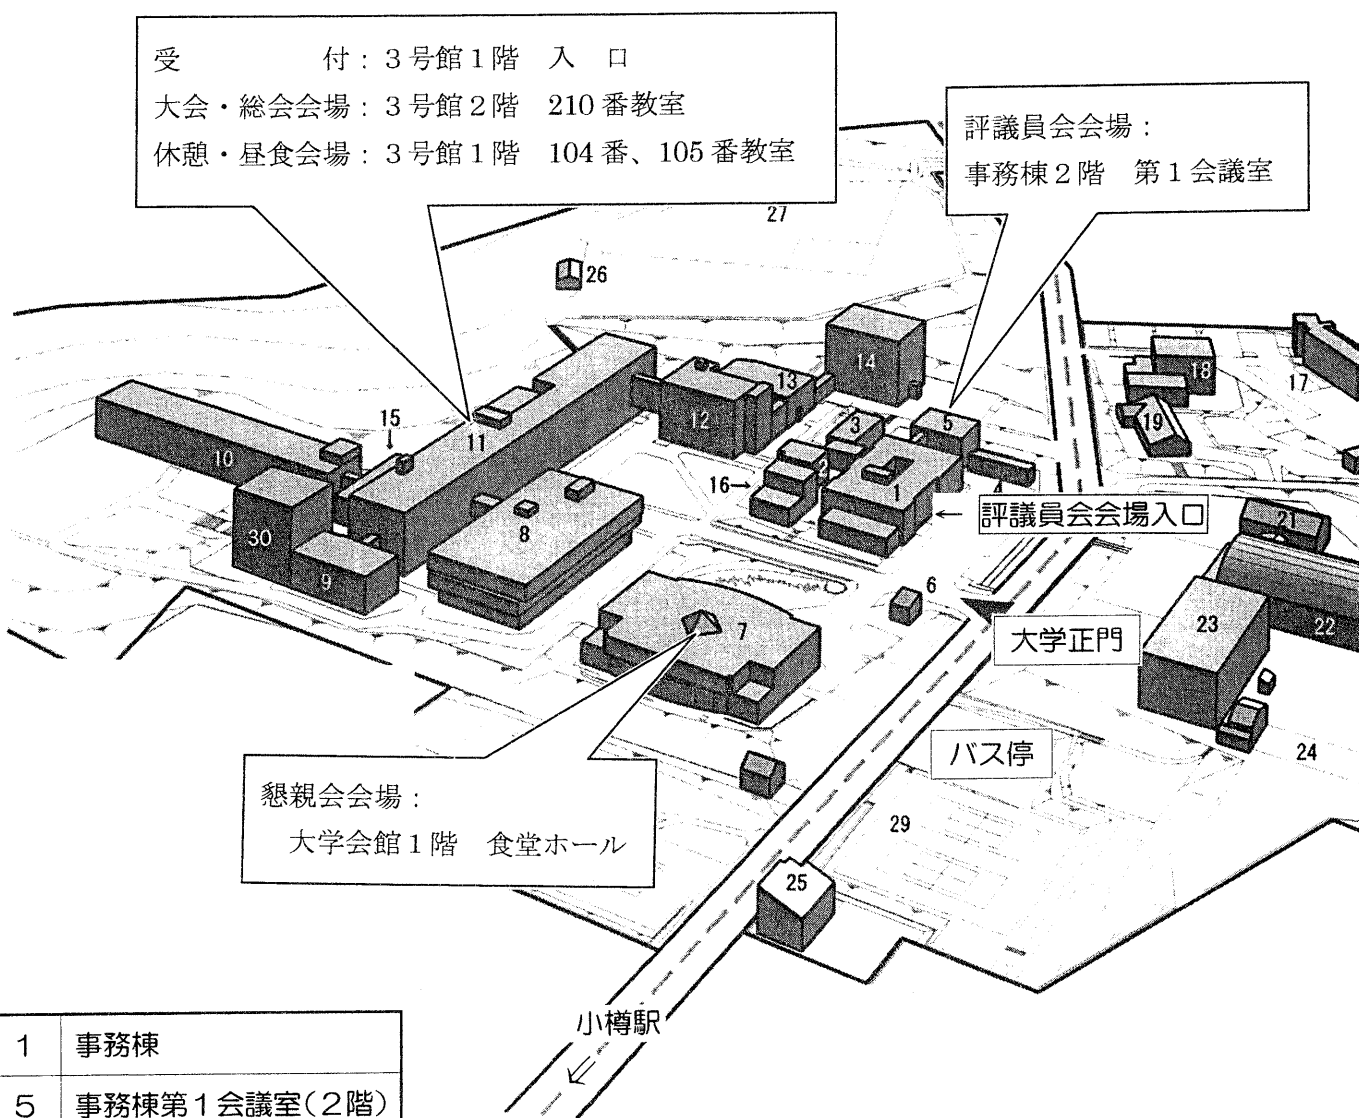 受　　　　　付：３号館１階　入　口
大会・総会会場：３号館２階　210番教室
休憩・昼食会場：３号館１階　104番、105番教室
評議員会会場：
事務棟２階　第１会議室
27
26
14
13
12
18
17
19
15
11
10
3
5
2
16→
1
4
←
評議員会会場入口
21
8
30
9
6
7
大学正門
23
22
バス停
24
懇親会会場：
大学会館１階　食堂ホール
29
25
小樽駅
1　事務棟
5　事務棟第１会議室（２階）